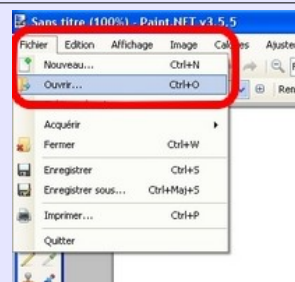 Sans titre (100%) - Paint.NET v3.5.5
Fichier Edition Affichage Image Calques Ajuste
Nouveau... Ctrl+N
Ouvrir... Ctrl+O
Acquérir
Fermer Ctrl+W
Enregistrer Ctrl+S
Enregistrer sous... Ctrl+Maj+S
Imprimer... Ctrl+P
Quitter